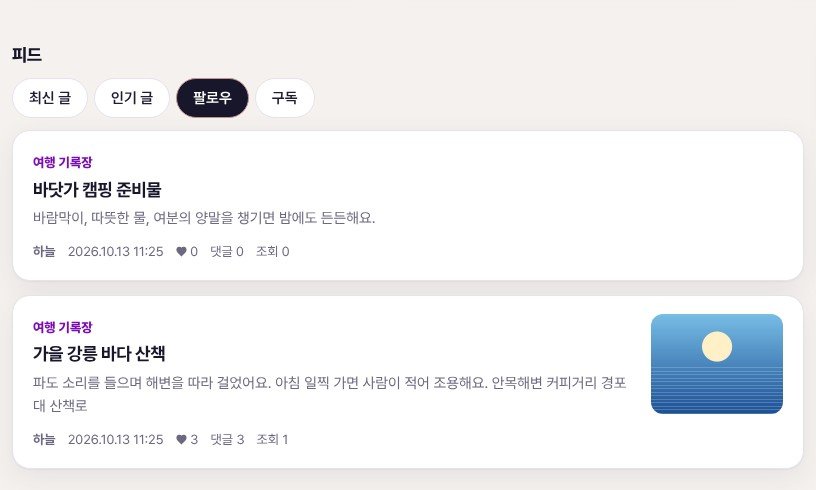 피드
최신 글 인기 글 팔로우 구독
여행 기록장
바닷가 캠핑 준비물
바람막이, 따뜻한 물, 여분의 양말을 챙기면 밤에도 든든해요.
하늘 2026.10.13 11:25 ♥ 0 댓글 0 조회 0
여행 기록장
가을 강릉 바다 산책
파도 소리를 들으며 해변을 따라 걸었어요. 아침 일찍 가면 사람이 적어 조용해요. 안목해변 커피거리 경포
대 산책로
하늘 2026.10.13 11:25 ♥ 3 댓글 3 조회 1